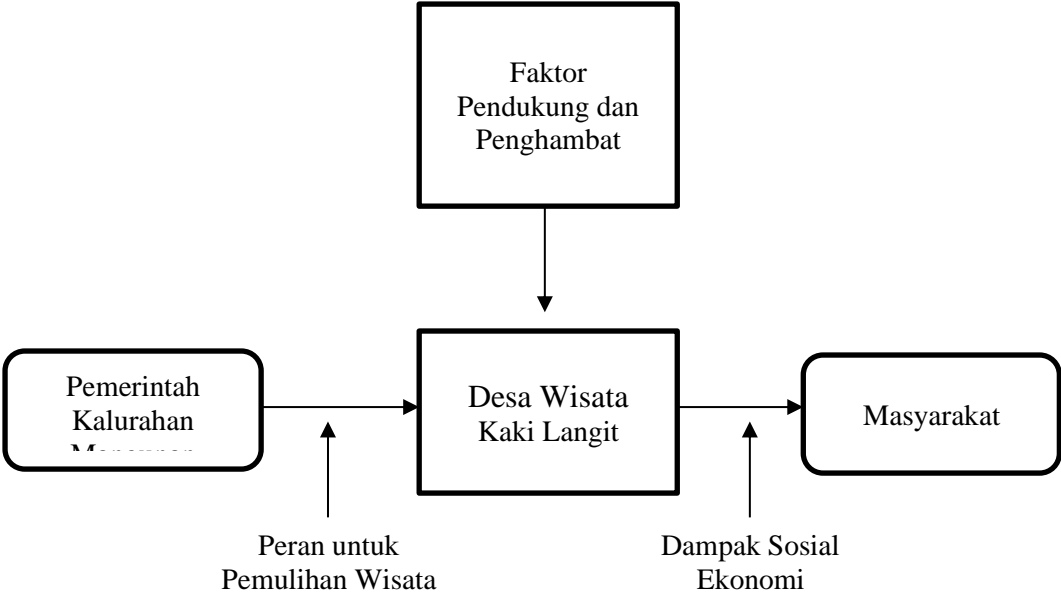 Faktor
Pendukung dan
Penghambat
Pemerintah
Kalurahan
Desa Wisata
Kaki Langit
Masyarakat
Peran untuk
Pemulihan Wisata
Dampak Sosial
Ekonomi